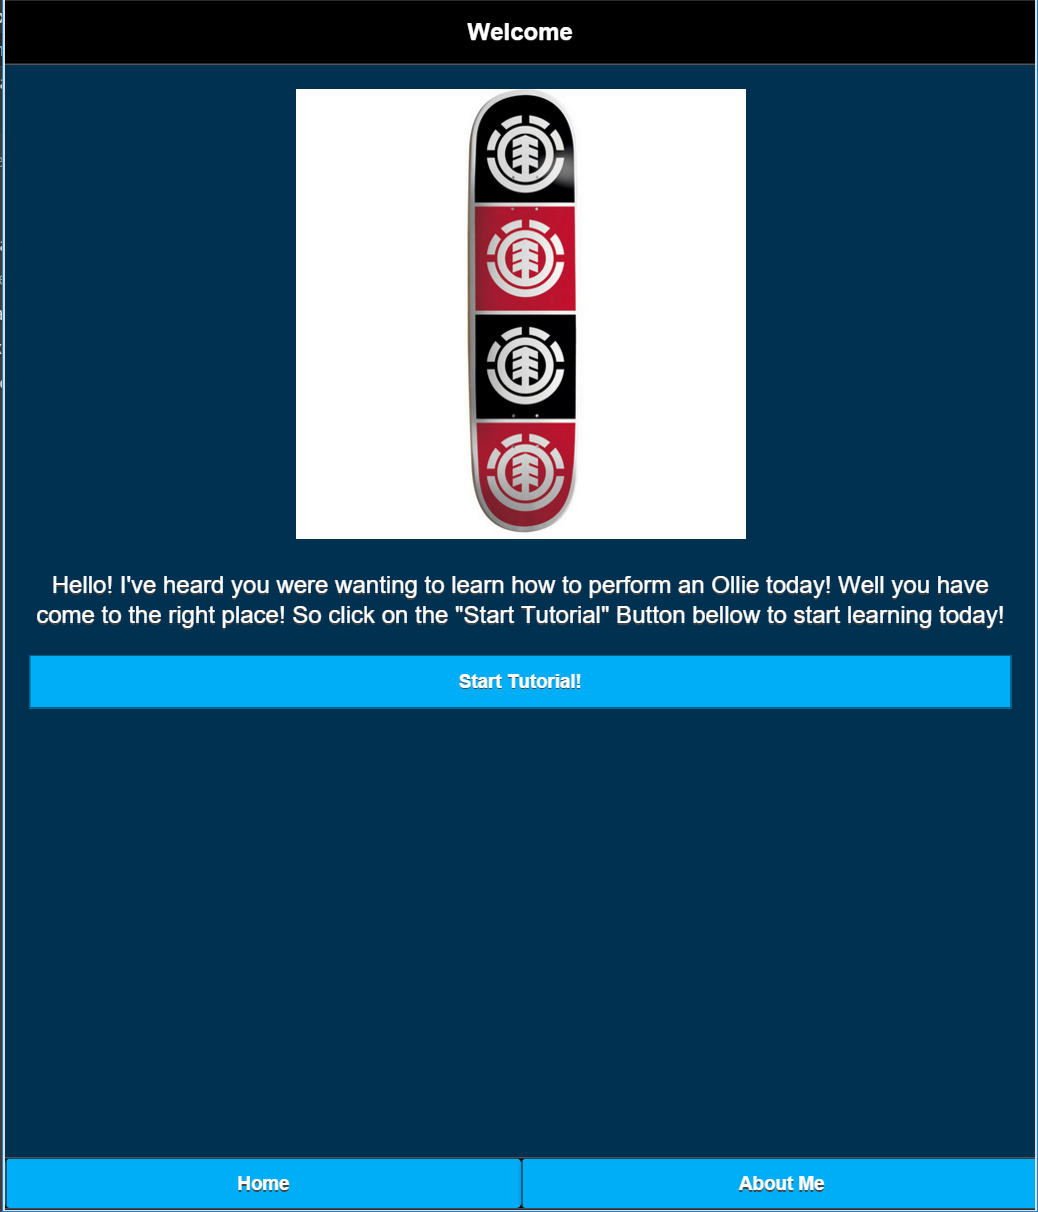 Welcome
Hello! I've heard you were wanting to learn how to perform an Ollie today! Well you have
come to the right place! So click on the "Start Tutorial" Button bellow to start learning today!
Start Tutorial!
Home
About Me